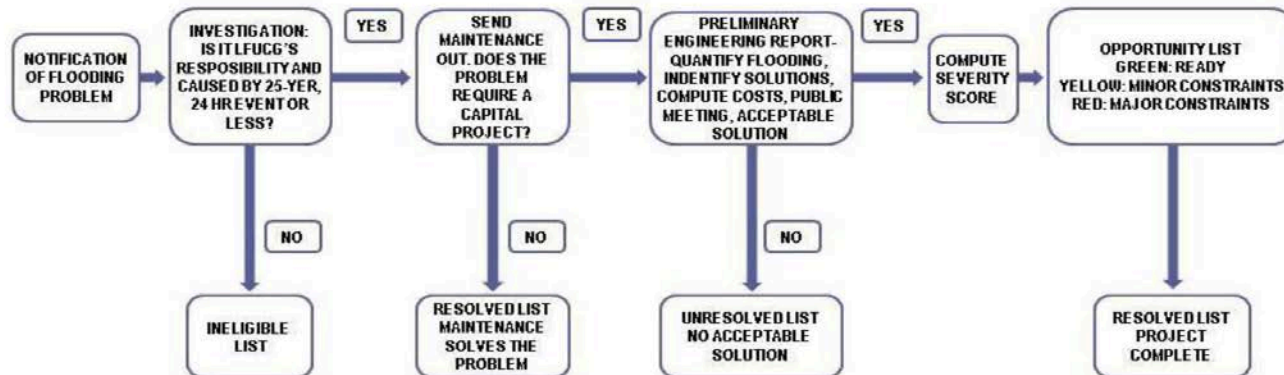 NOTIFICATION
OF FLOODING
PROBLEM
INVESTIGATION:
IS IT LFUCG'S
RESPOSIBILITY AND
CAUSED BY 25-YER,
24 HR EVENT OR
LESS?
YES
SEND
MAINTENANCE
OUT. DOES THE
PROBLEM
REQUIRE A
CAPITAL
PROJECT?
YES
PRELIMINARY
ENGINEERING REPORT-
QUANTIFY FLOODING,
INDENTIFY SOLUTIONS,
COMPUTE COSTS, PUBLIC
MEETING, ACCEPTABLE
SOLUTION
YES
COMPUTE
SEVERITY
SCORE
OPPORTUNITY LIST
GREEN: READY
YELLOW: MINOR CONSTRAINTS
RED: MAJOR CONSTRAINTS
NO
NO
NO
INELIGIBLE
LIST
RESOLVED LIST
MAINTENANCE
SOLVES THE
PROBLEM
UNRESOLVED LIST
NO ACCEPTABLE
SOLUTION
RESOLVED LIST
PROJECT
COMPLETE